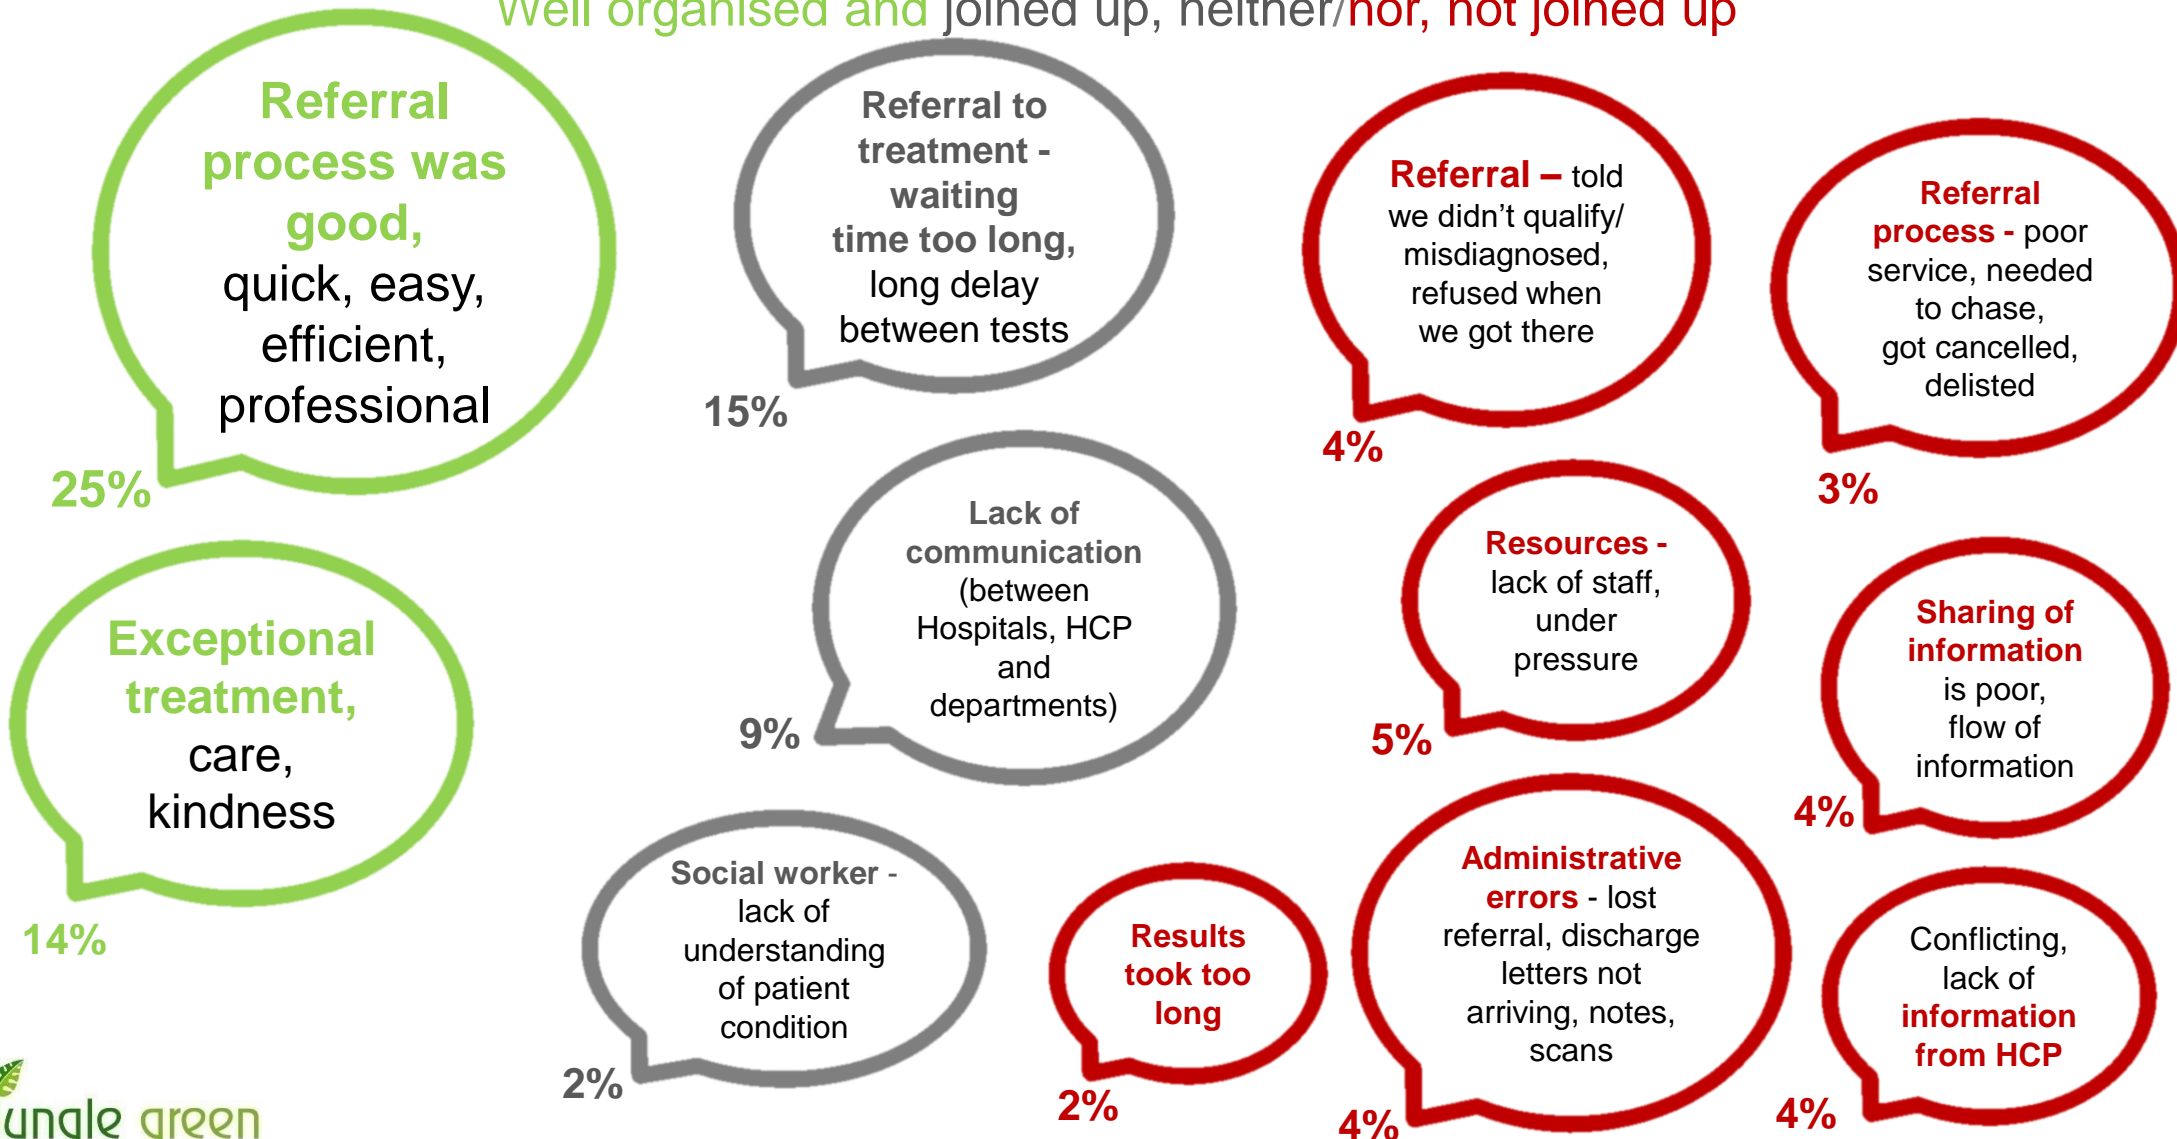 Well organised and joined up, neither/nor, not joined up
Referral
process was
good,
quick, easy,
efficient,
professional
25%
Exceptional
treatment,
care,
kindness
14%
Referral to
treatment -
waiting
time too long,
long delay
between tests
15%
Lack of
communication
(between
Hospitals, HCP
and
departments)
9%
Social worker -
lack of
understanding
of patient
condition
2%
Referral – told
we didn't qualify/
misdiagnosed,
refused when
we got there
4%
Referral
process - poor
service, needed
to chase,
got cancelled,
delisted
3%
Resources -
lack of staff,
under
pressure
5%
Sharing of
information
is poor,
flow of
information
4%
Results
took too
long
2%
Administrative
errors - lost
referral, discharge
letters not
arriving, notes,
scans
4%
Conflicting,
lack of
information
from HCP
4%
ungle green